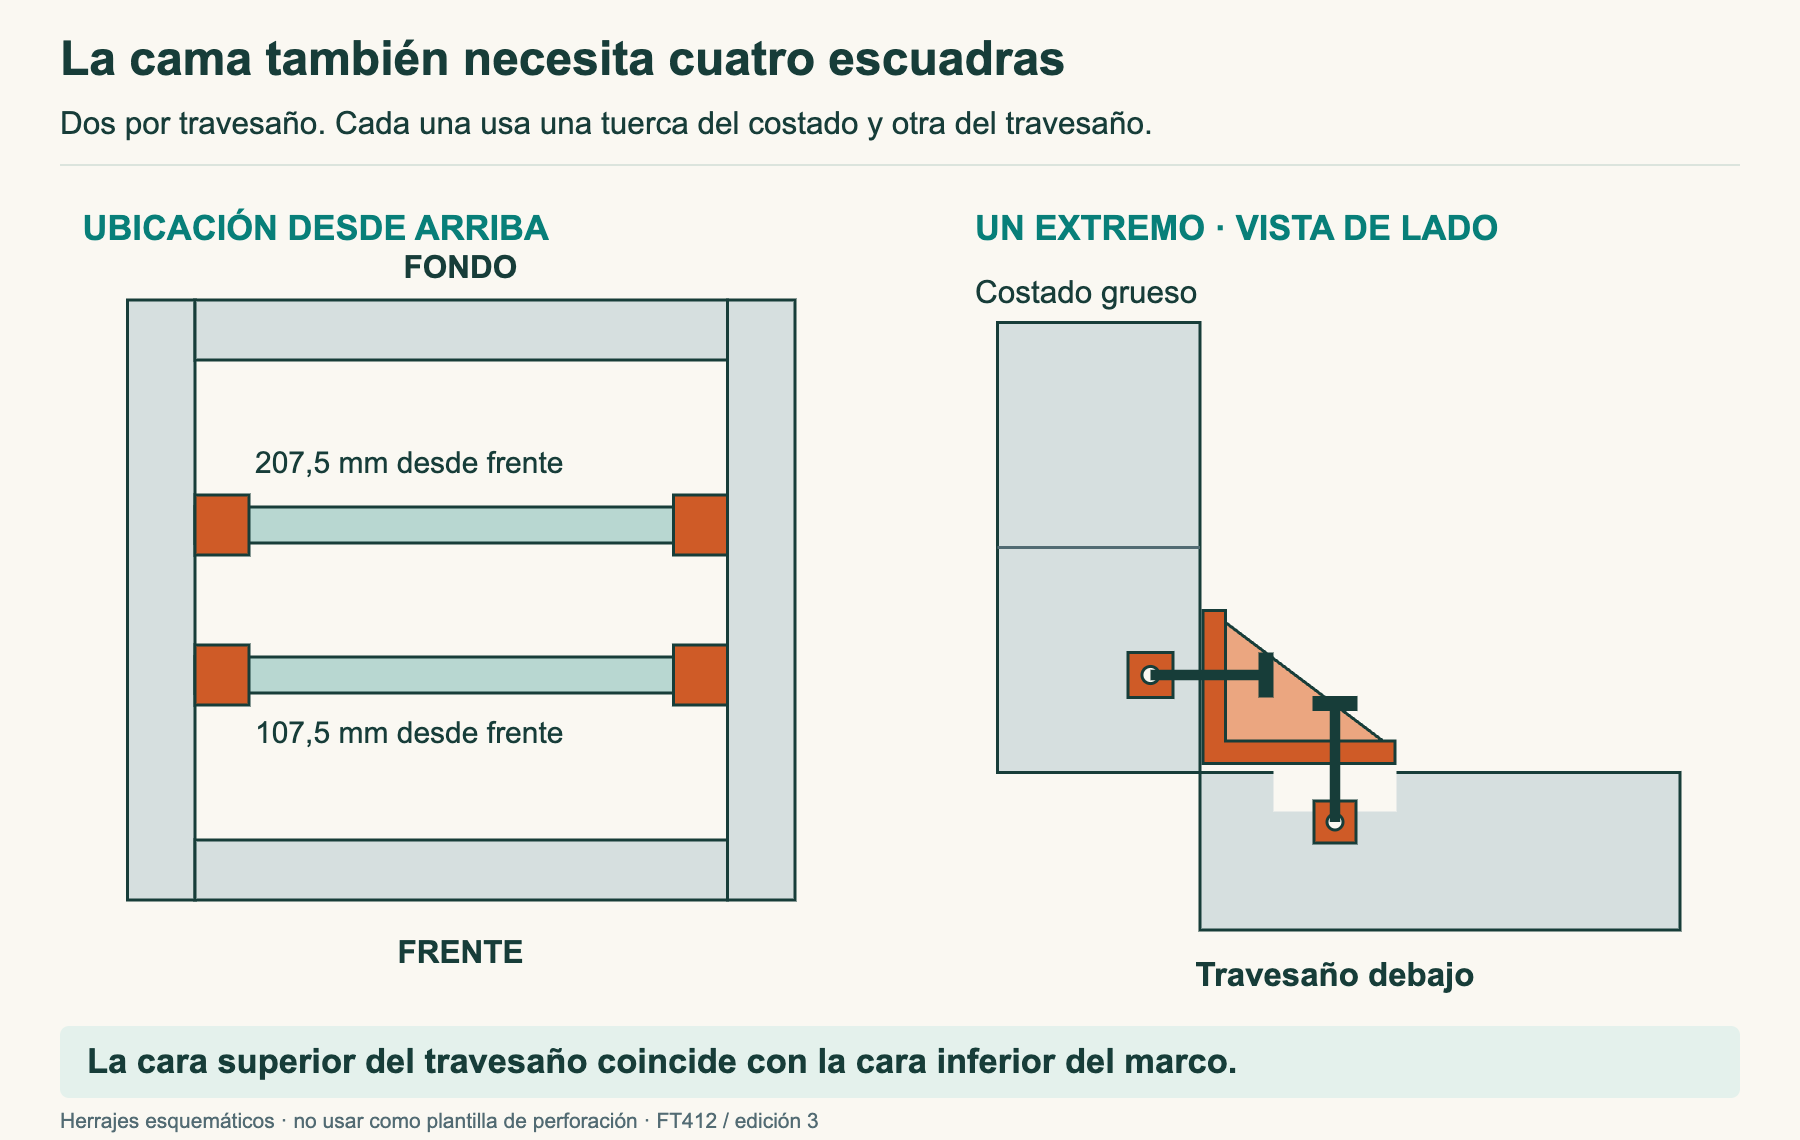 La cama también necesita cuatro escuadras
Dos por travesaño. Cada una usa una tuerca del costado y otra del travesaño.
UBICACIÓN DESDE ARRIBA
FONDO
207,5 mm desde frente
107,5 mm desde frente
FRENTE
UN EXTREMO · VISTA DE LADO
Costado grueso
Travesaño debajo
La cara superior del travesaño coincide con la cara inferior del marco.
Herrajes esquemáticos · no usar como plantilla de perforación · FT412 / edición 3